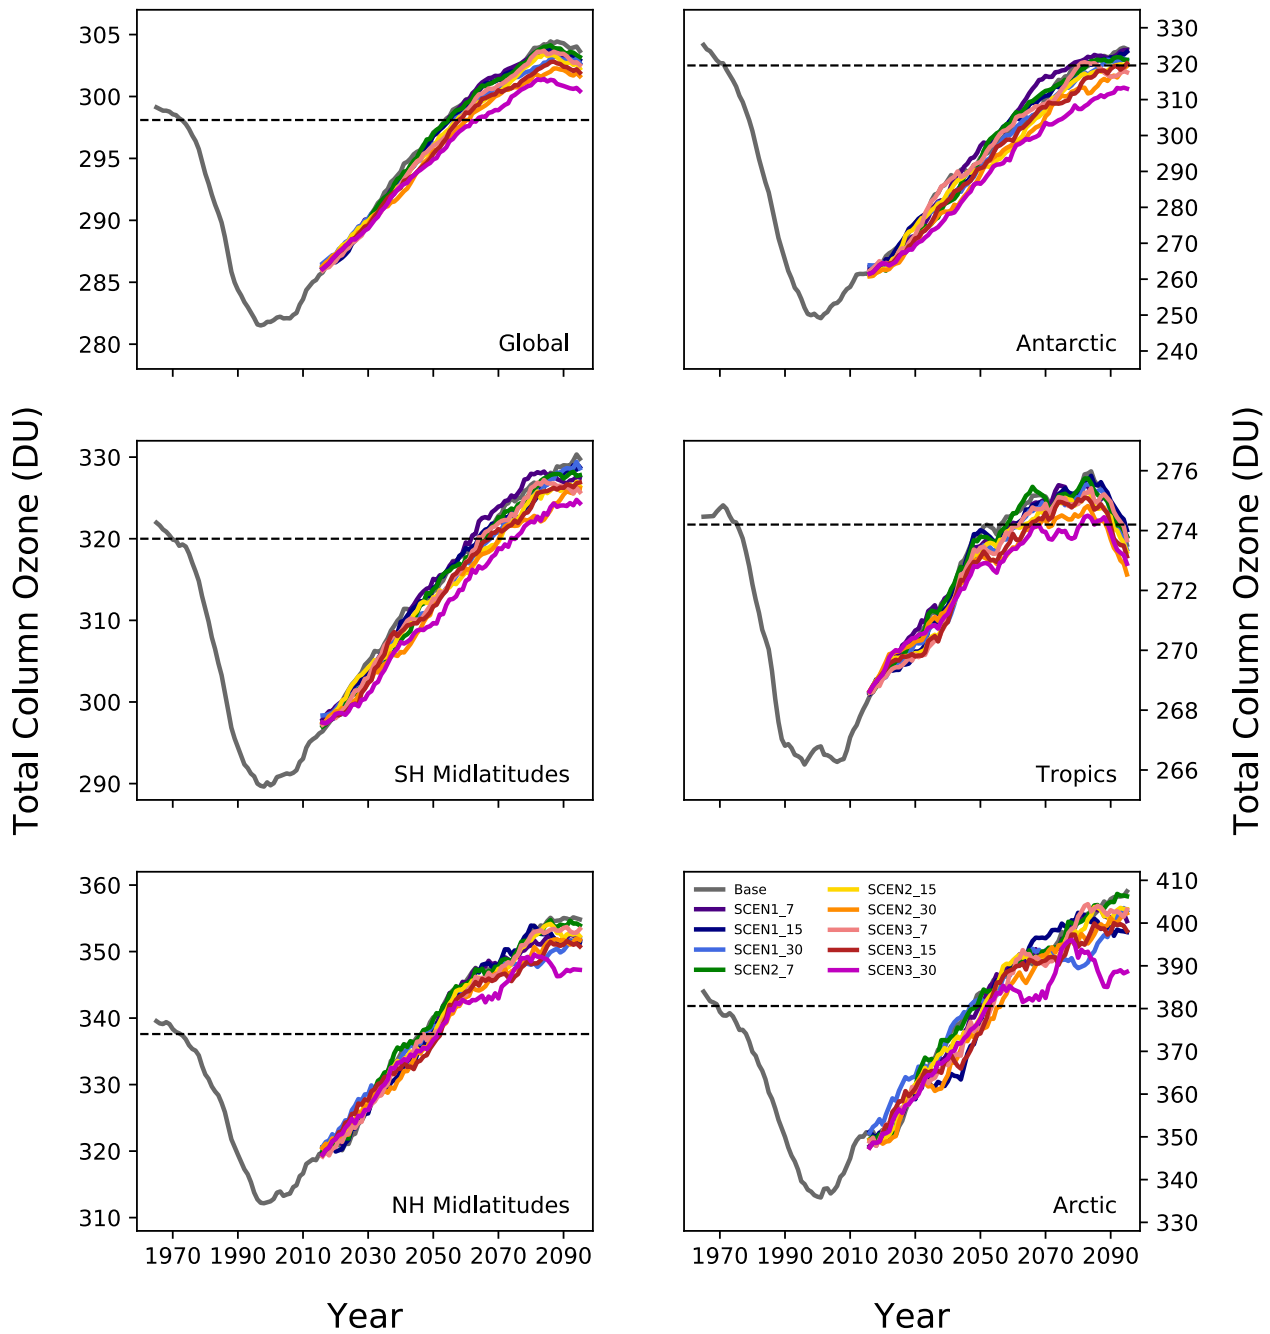 305
300
295
290
285
280
Global
330
320
310
300
290
280
270
260
250
240
Antarctic
Total Column Ozone (DU)
330
320
310
300
290
SH Midlatitudes
276
274
272
270
268
266
Tropics
Total Column Ozone (DU)
360
350
340
330
320
310
NH Midlatitudes
1970 1990 2010 2030 2050 2070 2090
Year
Base
SCEN1_7
SCEN1_15
SCEN1_30
SCEN2_7
SCEN2_15
SCEN2_30
SCEN3_7
SCEN3_15
SCEN3_30
410
400
390
380
370
360
350
340
330
Arctic
1970 1990 2010 2030 2050 2070 2090
Year